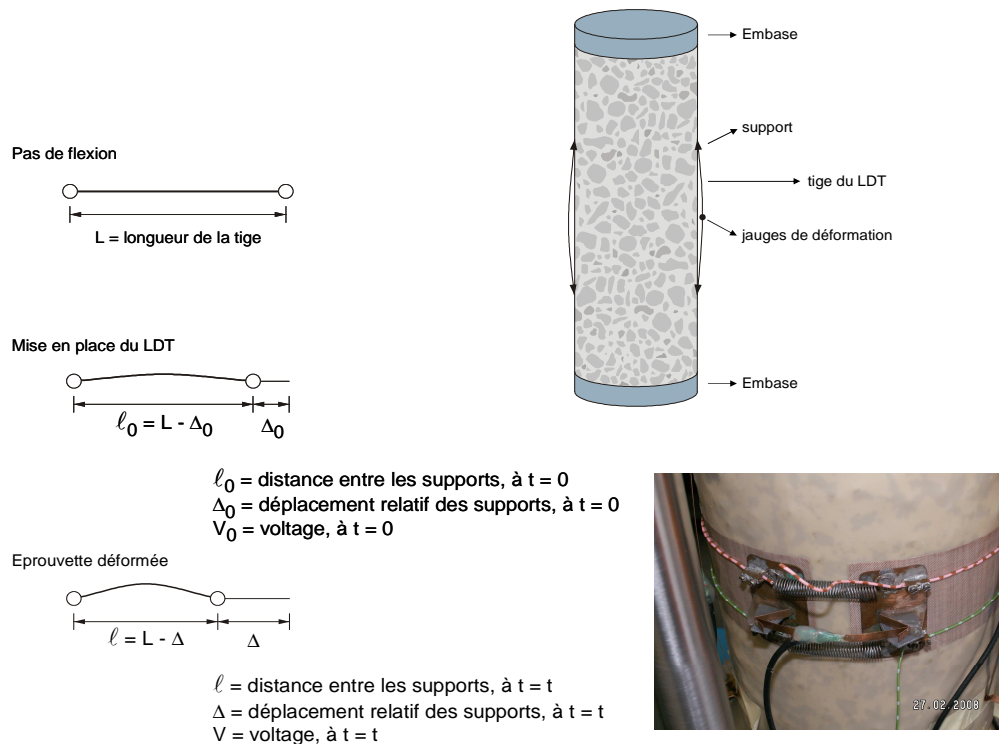 Pas de flexion
L = longueur de la tige
Mise en place du LDT
ℓ0 = L - Δ0
Δ0
ℓ0 = distance entre les supports, à t = 0
Δ0 = déplacement relatif des supports, à t = 0
V0 = voltage, à t = 0
Eprouvette déformée
ℓ = L - Δ
Δ
ℓ = distance entre les supports, à t = t
Δ = déplacement relatif des supports, à t = t
V = voltage, à t = t
Embase
support
tige du LDT
jauges de déformation
Embase
27.02.2008